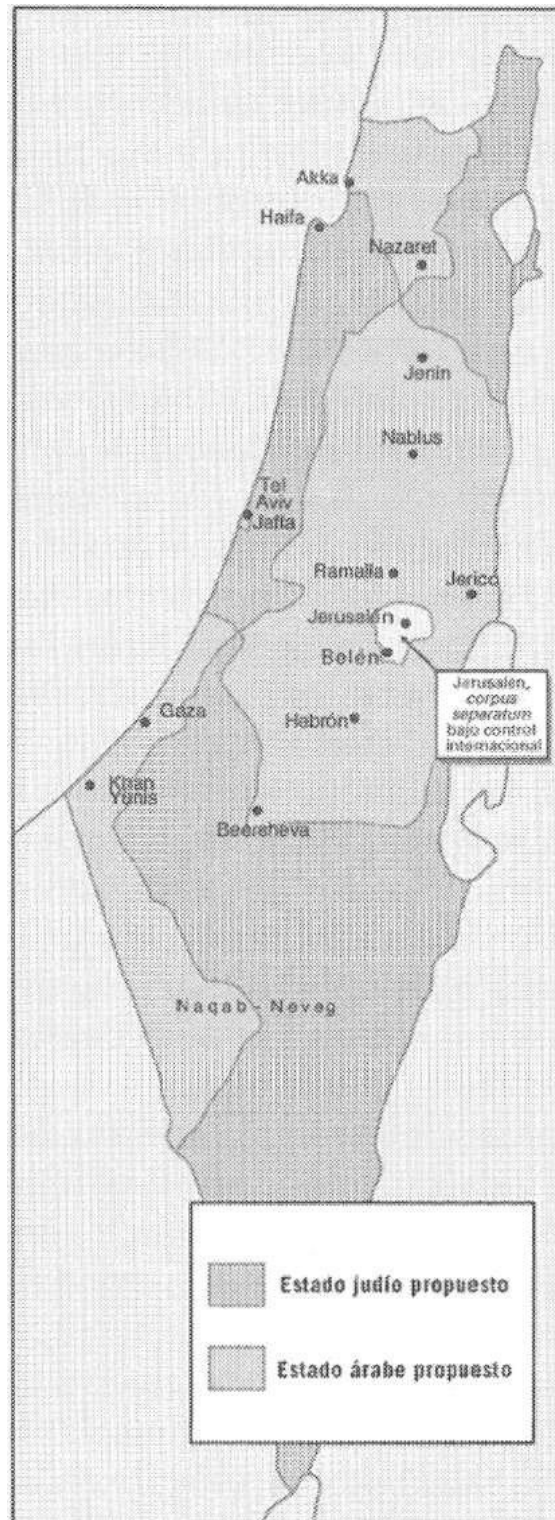 Akka
Haifa
Nazaret
Jenin
Nablus
Tel
Aviv
Jaffa
Ramalla
Jericó
Jerusalén
Belén
Jerusalén,
corpus
separatum
bajo control
internacional
Gaza
Hebrón
Khan
Yunis
Beersheva
Naqab - Neveg
Estado judío propuesto
Estado árabe propuesto